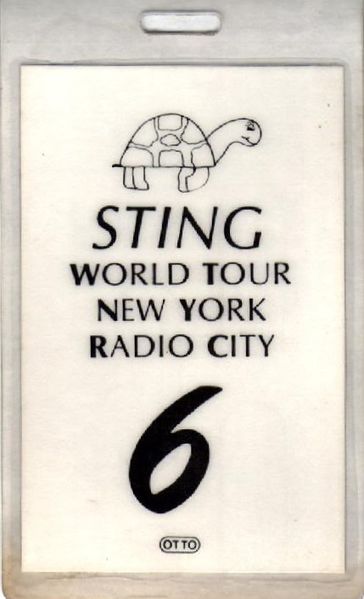 STING
WORLD TOUR
NEW YORK
RADIO CITY
6
OTTO